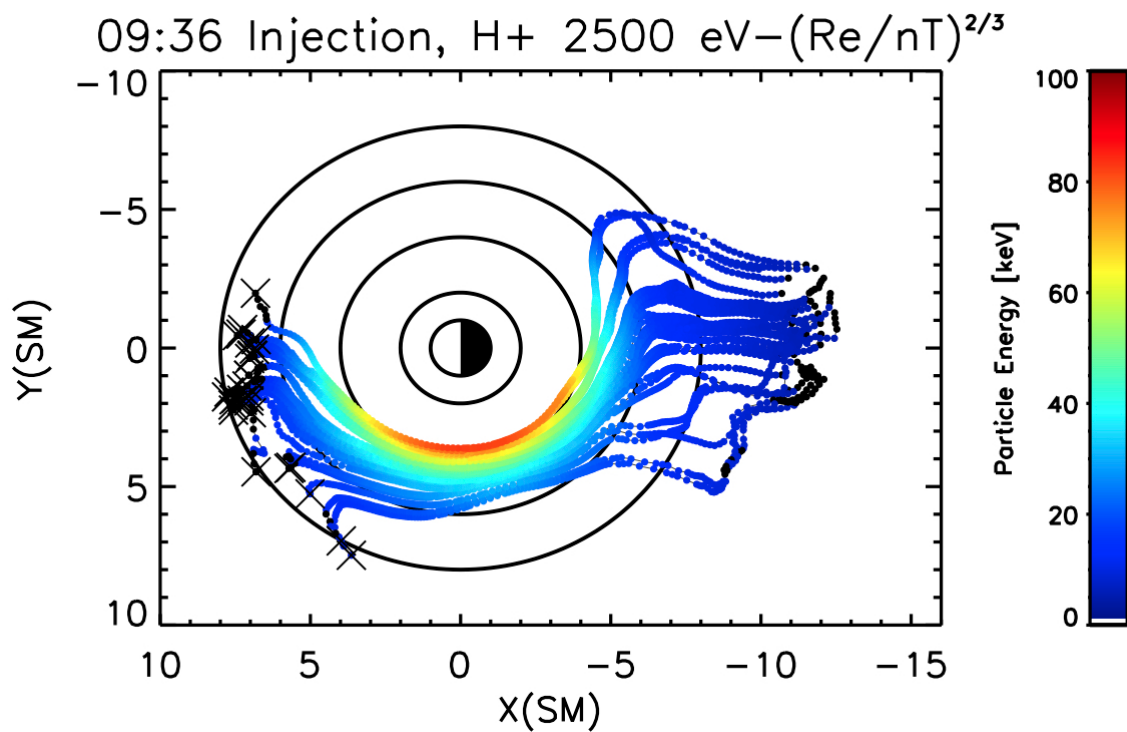 09:36 Injection, H+ 2500 eV−(Re/nT)²/³
−10
−5
0
5
10
Y(SM)
10 5 0 −5 −10 −15
X(SM)
100
80
60
40
20
0
Particle Energy [keV]